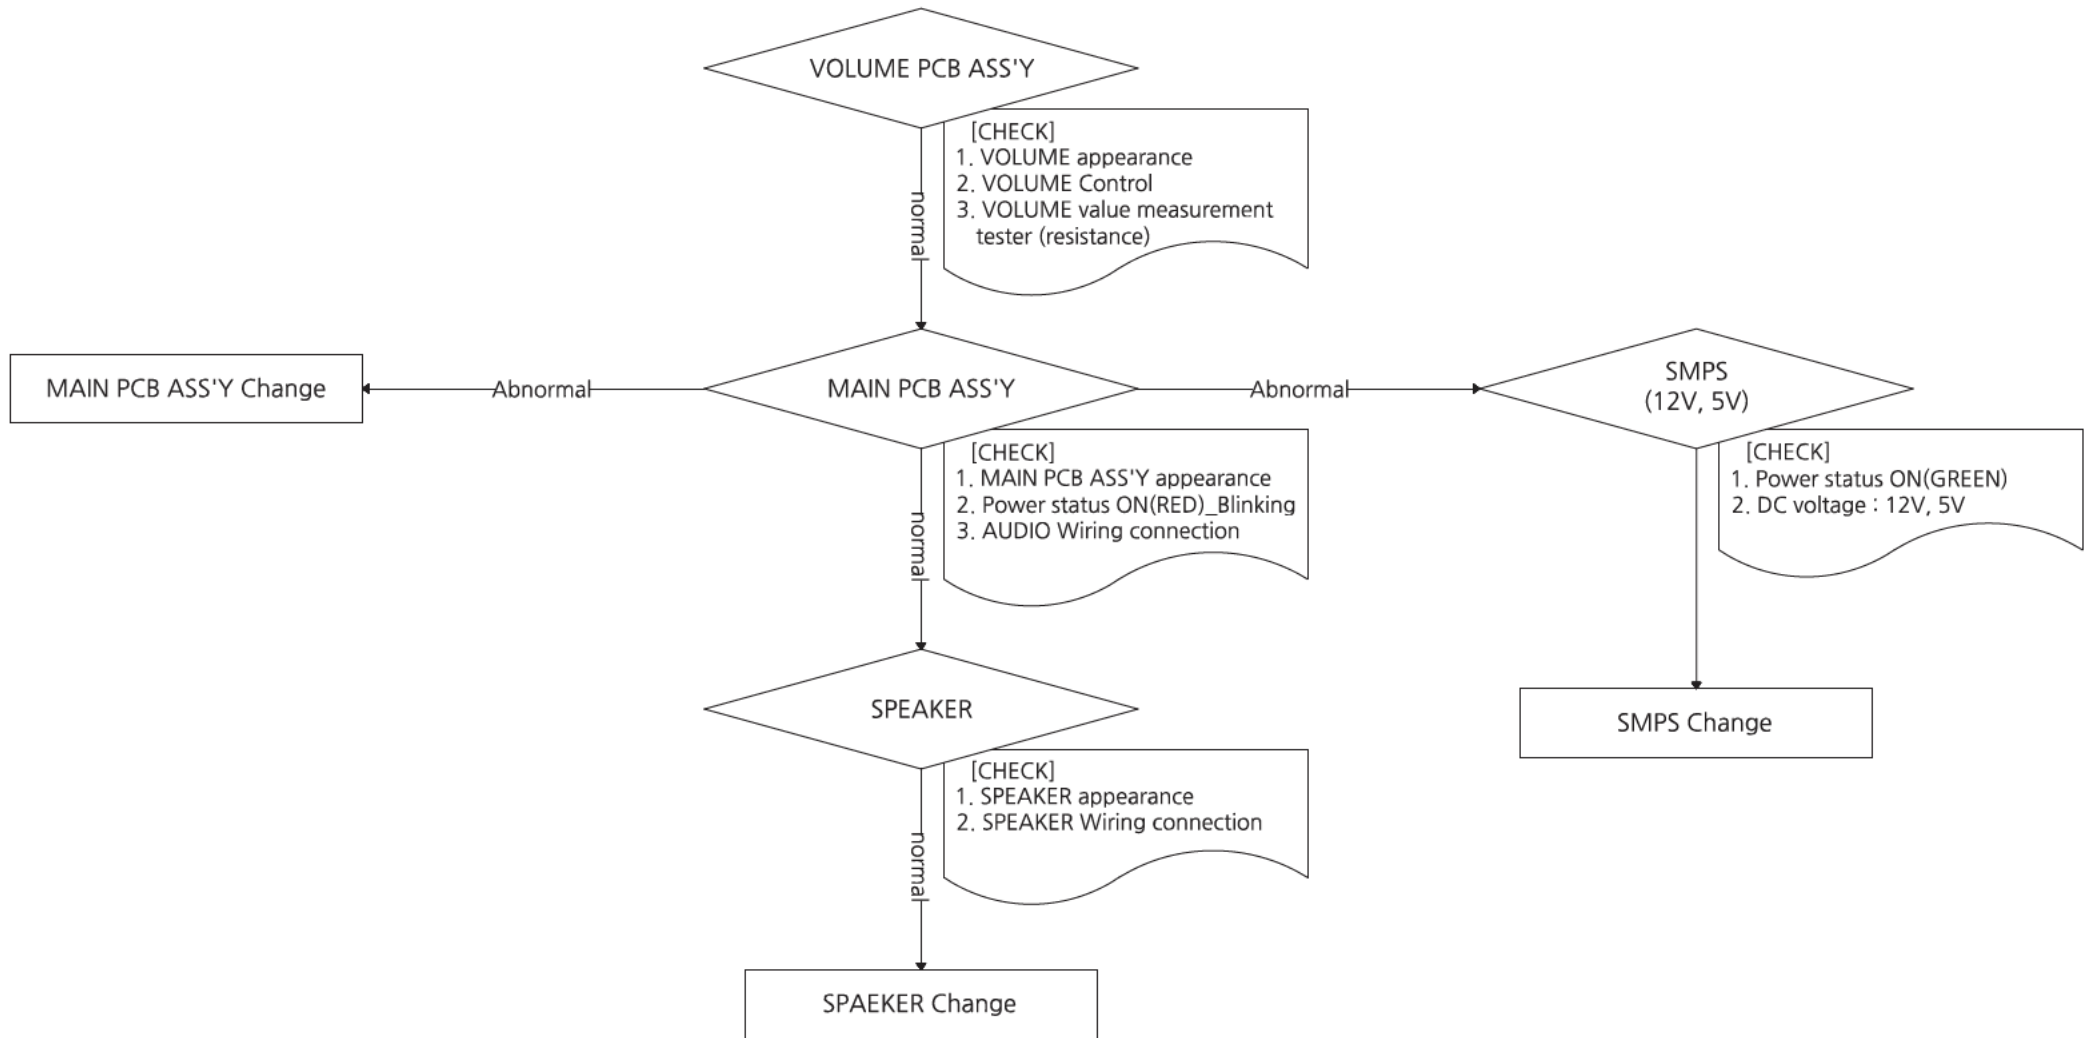 VOLUME PCB ASS'Y
[CHECK]
1. VOLUME appearance
2. VOLUME Control
3. VOLUME value measurement
tester (resistance)
normal
MAIN PCB ASS'Y Change
Abnormal
MAIN PCB ASS'Y
Abnormal
SMPS
(12V, 5V)
[CHECK]
1. MAIN PCB ASS'Y appearance
2. Power status ON(RED)_Blinking
3. AUDIO Wiring connection
[CHECK]
1. Power status ON(GREEN)
2. DC voltage : 12V, 5V
normal
SPEAKER
SMPS Change
[CHECK]
1. SPEAKER appearance
2. SPEAKER Wiring connection
normal
SPAEKER Change